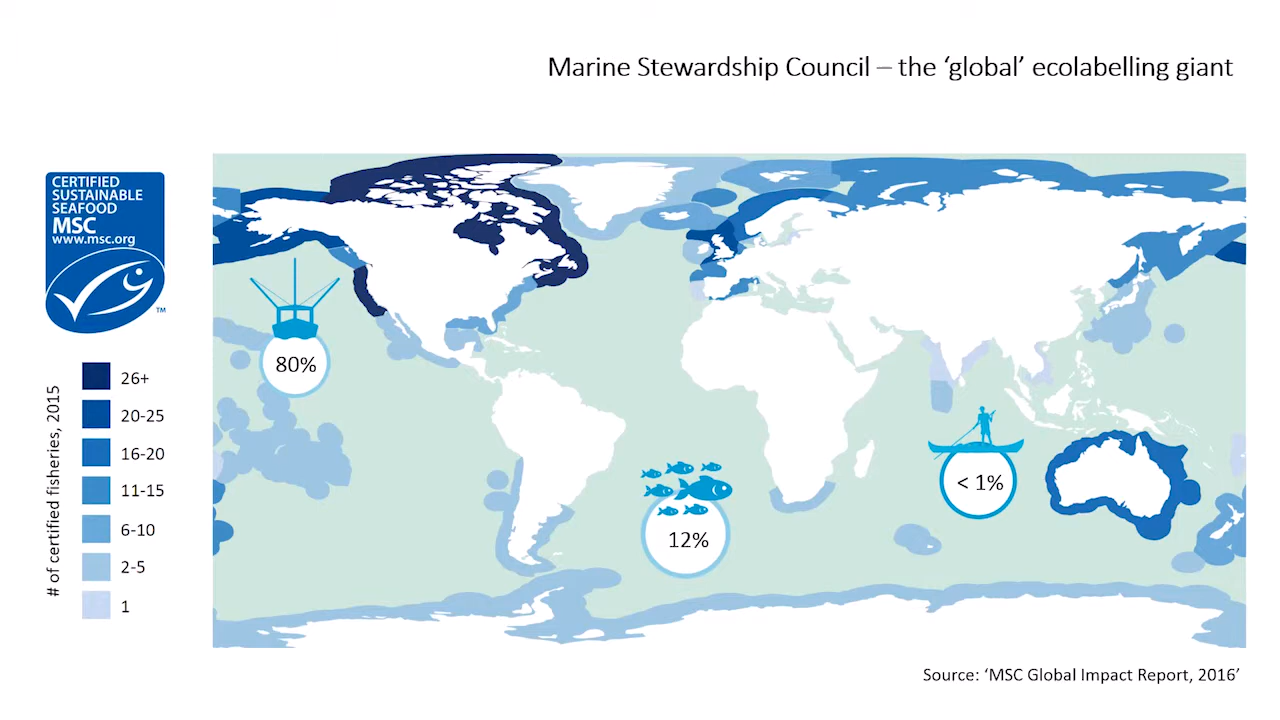 Marine Stewardship Council – the ‘global’ ecolabelling giant
CERTIFIED
SUSTAINABLE
SEAFOOD
MSC
www.msc.org
TM
# of certified fisheries, 2015
26+
20-25
16-20
11-15
6-10
2-5
1
80%
12%
< 1%
Source: ‘MSC Global Impact Report, 2016’